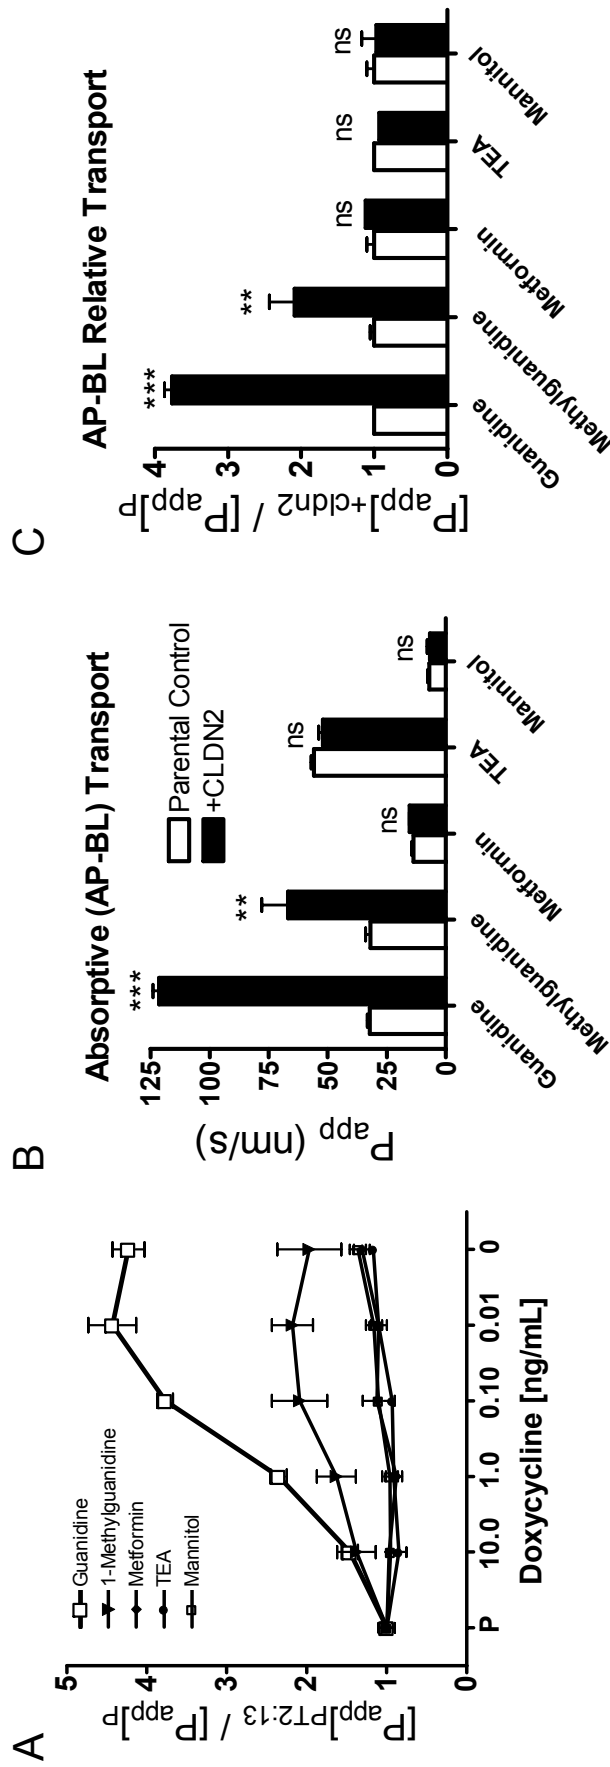 A
[Papp]PT2:13 / [Papp]P
5
4
3
2
1
0
Guanidine
1-Methylguanidine
Metformin
TEA
Mannitol
P
10.0
1.0
0.10
0.01
0
Doxycycline [ng/mL]
B
Absorptive (AP-BL) Transport
Papp (nm/s)
125
100
75
50
25
0
Parental Control
+CLDN2
***
**
ns
ns
ns
Guanidine
Methylguanidine
Metformin
TEA
Mannitol
C
AP-BL Relative Transport
[Papp]+cldn2 / [Papp]P
4
3
2
1
0
***
**
ns
ns
ns
Guanidine
Methylguanidine
Metformin
TEA
Mannitol